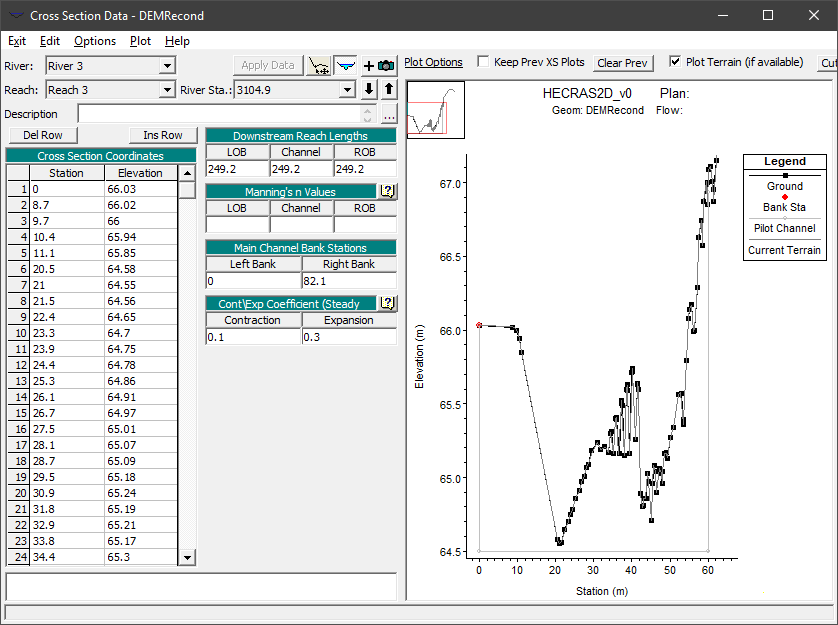 Cross Section Data - DEMRecond
Exit Edit Options Plot Help
River: River 3 Apply Data Plot Options Keep Prev XS Plots Clear Prev Plot Terrain (if available) Cut
Reach: Reach 3 River Sta.: 3104.9
Description ...
Del Row Ins Row
Cross Section Coordinates
Station Elevation
1 0 66.03
2 8.7 66.02
3 9.7 66
4 10.4 65.94
5 11.1 65.85
6 20.5 64.58
7 21 64.55
8 21.5 64.56
9 22.4 64.65
10 23.3 64.7
11 23.9 64.75
12 24.4 64.78
13 25.3 64.86
14 26.1 64.91
15 26.7 64.97
16 27.5 65.01
17 28.1 65.07
18 28.7 65.09
19 29.5 65.18
20 30.9 65.24
21 31.8 65.19
22 32.9 65.21
23 33.8 65.17
24 34.4 65.3
Downstream Reach Lengths
LOB Channel ROB
249.2 249.2 249.2
Manning's n Values ?
LOB Channel ROB
Main Channel Bank Stations
Left Bank Right Bank
0 82.1
Cont\Exp Coefficient (Steady ?
Contraction Expansion
0.1 0.3
HECRAS2D_v0 Plan:
Geom: DEMRecond Flow:
67.0
66.5
66.0
65.5
65.0
64.5
Elevation (m)
0 10 20 30 40 50 60
Station (m)
Legend
Ground
Bank Sta
Pilot Channel
Current Terrain